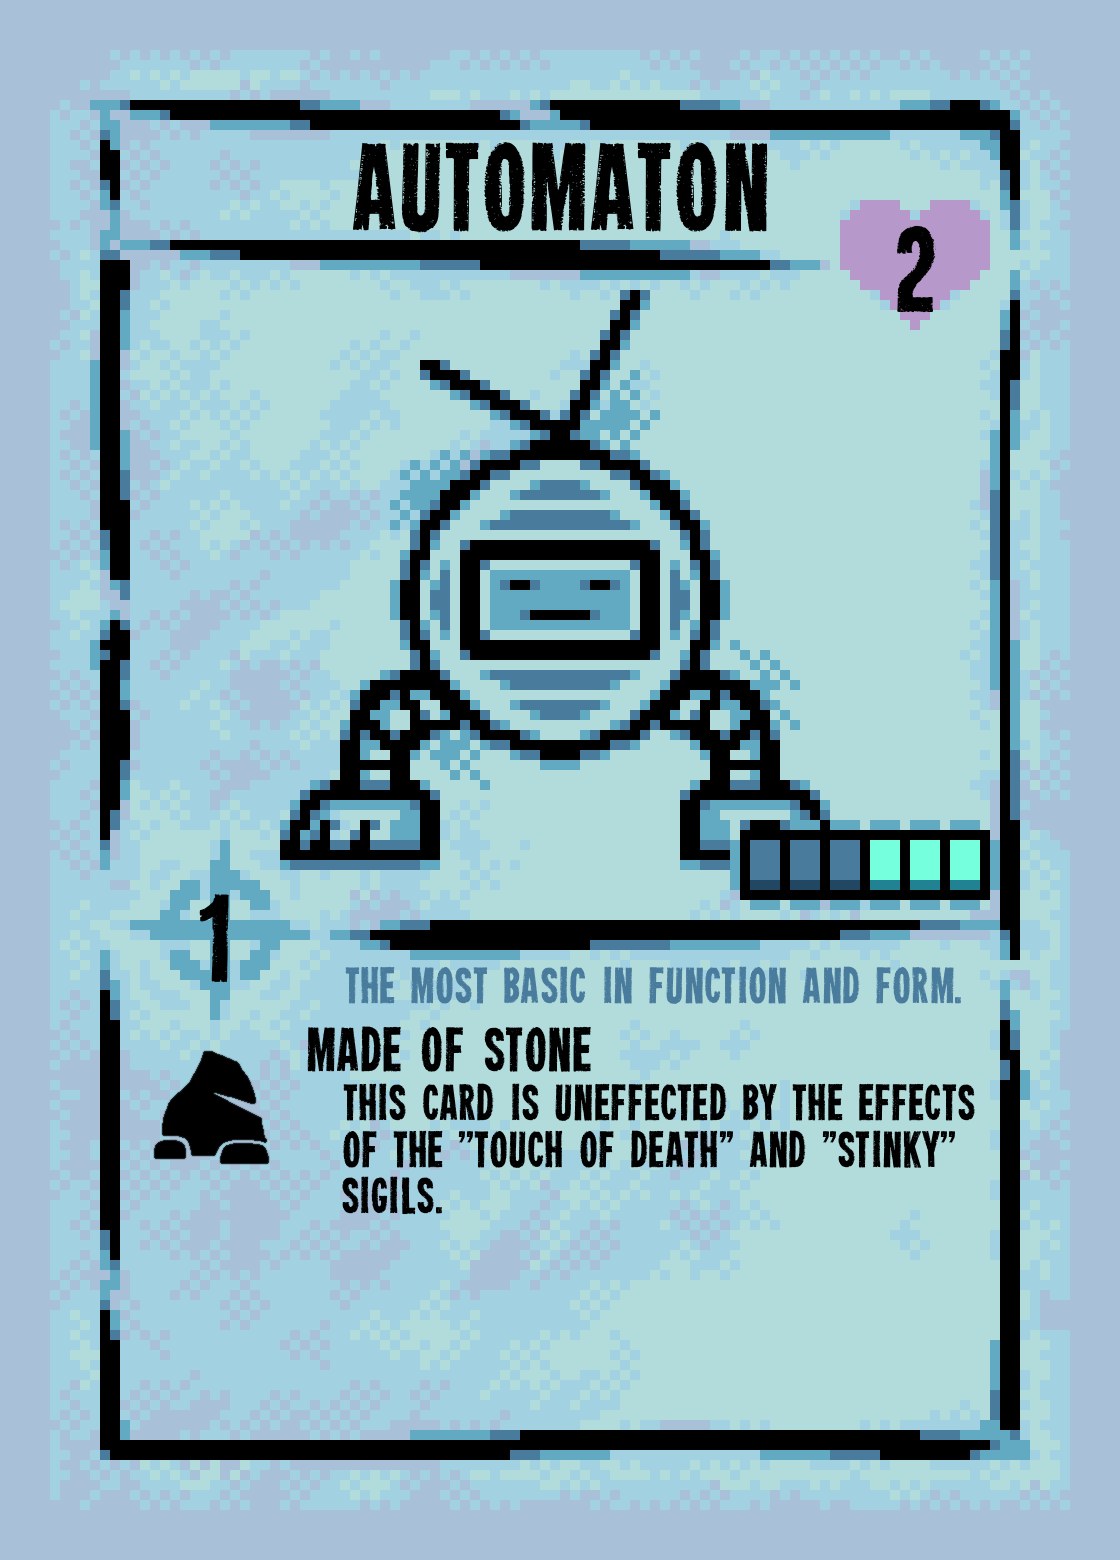 AUTOMATON
2
1
THE MOST BASIC IN FUNCTION AND FORM.
MADE OF STONE
THIS CARD IS UNEFFECTED BY THE EFFECTS
OF THE "TOUCH OF DEATH" AND "STINKY"
SIGILS.